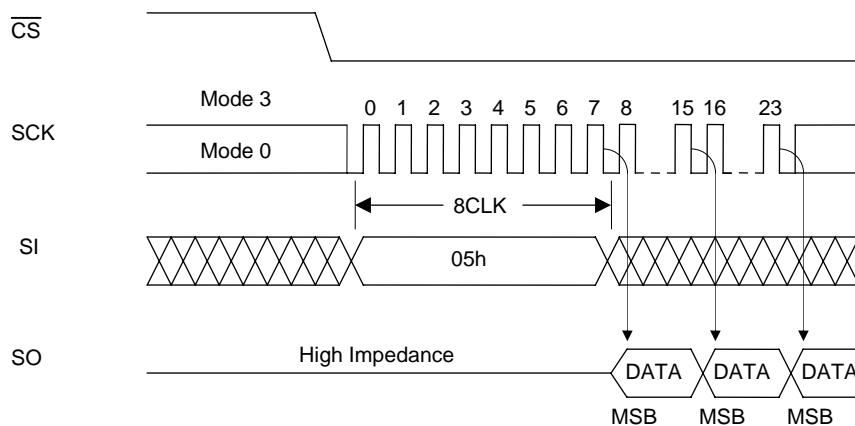 CS
Mode 3
0 1 2 3 4 5 6 7 8 15 16 23
SCK
Mode 0
8CLK
SI
05h
High Impedance
SO
DATA DATA DATA
MSB MSB MSB